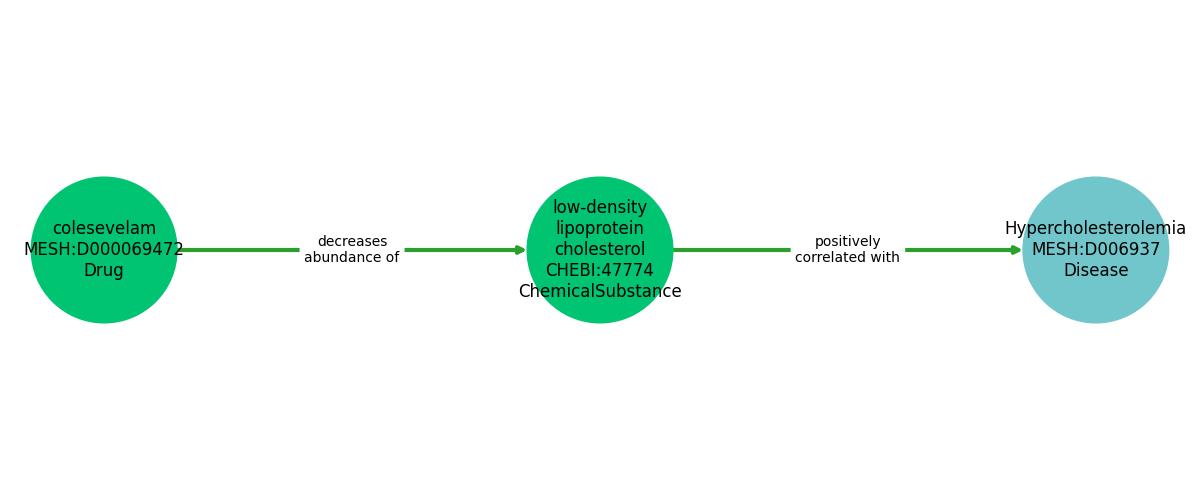 colesevelam
MESH:D000069472
Drug
decreases
abundance of
low-density
lipoprotein
cholesterol
CHEBI:47774
ChemicalSubstance
positively
correlated with
Hypercholesterolemia
MESH:D006937
Disease